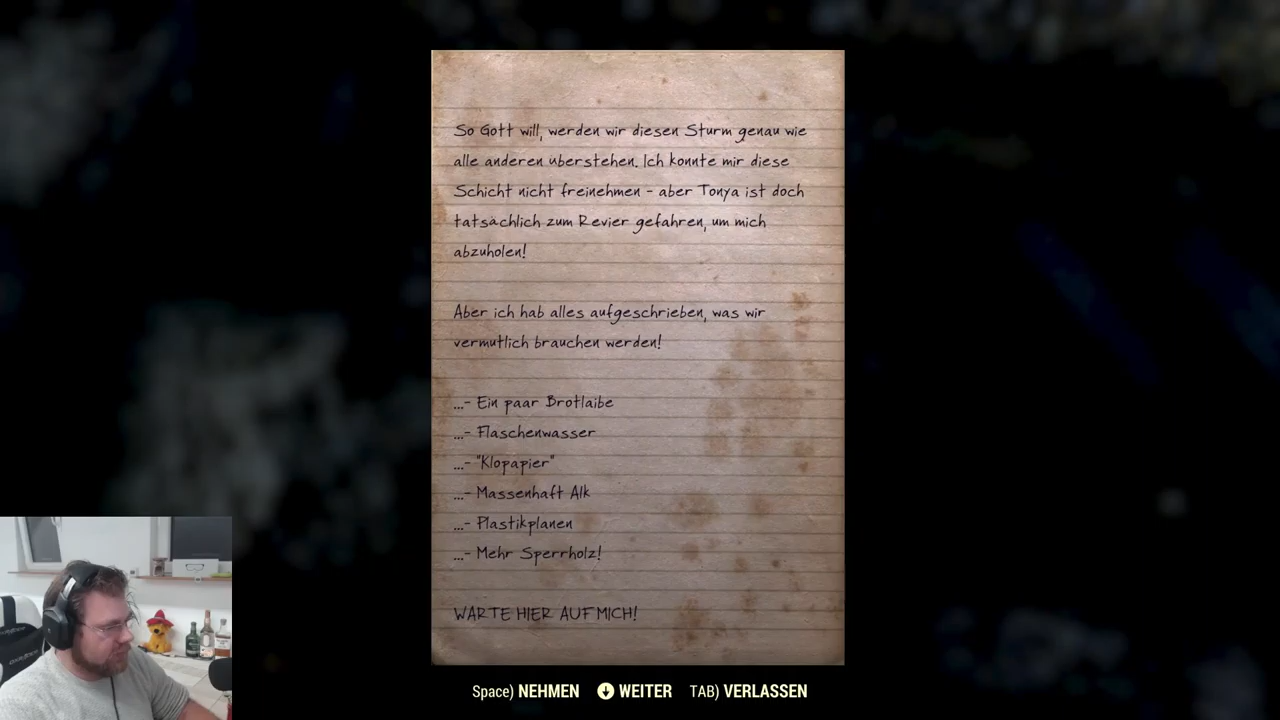 So Gott will, werden wir diesen Sturm genau wie
alle anderen überstehen. Ich konnte mir diese
Schicht nicht freinehmen - aber Tonya ist doch
tatsächlich zum Revier gefahren, um mich
abzuholen!
Aber ich hab alles aufgeschrieben, was wir
vermutlich brauchen werden!
...- Ein paar Brotlaibe
...- Flaschenwasser
...- "Klopapier"
...- Massenhaft Alk
...- Plastikplanen
...- Mehr Sperrholz!
WARTE HIER AUF MICH!
Space) NEHMEN WEITER TAB) VERLASSEN